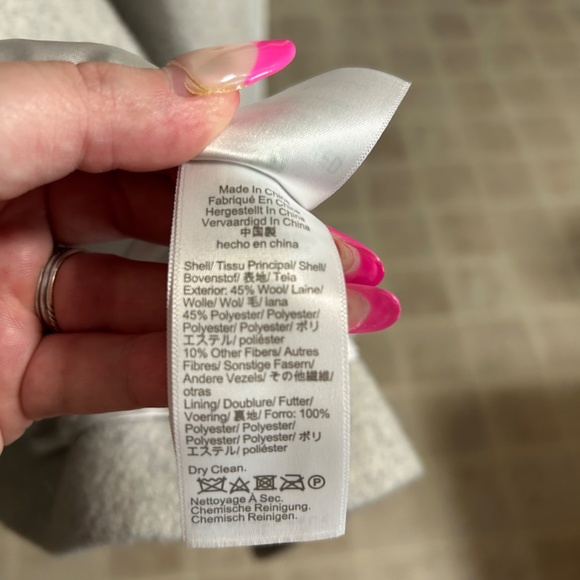 Made In China
Fabriqué En China
Hergestellt In China
Vervaardigd In China
中国製
hecho en china
Shell/ Tissu Principal/ Shell/
Bovenstof/ 表地/ Tela
Exterior: 45% Wool/ Laine/
Wolle/ Wol/ 毛/ lana
45% Polyester/ Polyester/
Polyester/ Polyester/ ポリ
エステル/ poliéster
10% Other Fibers/ Autres
Fibres/ Sonstige Fasern/
Andere Vezels/ その他繊維/
otras
Lining/ Doublure/ Futter/
Voering/ 裏地/ Forro: 100%
Polyester/ Polyester/
Polyester/ Polyester/ ポリ
エステル/ poliéster
Dry Clean.
P
Nettoyage À Sec.
Chemische Reiniging.
Chemisch Reinigen.